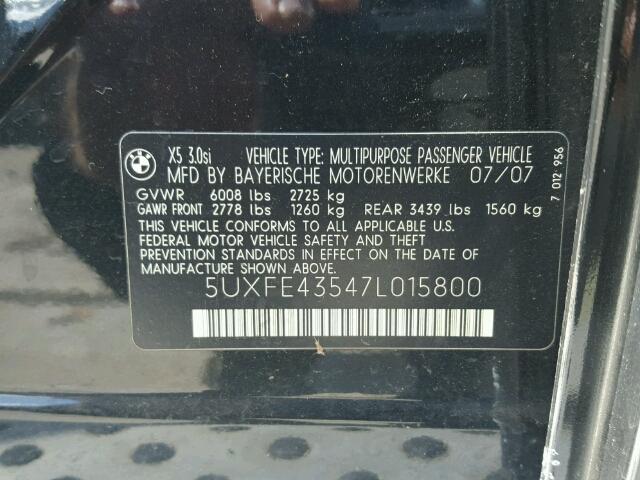 X5 3.0si VEHICLE TYPE: MULTIPURPOSE PASSENGER VEHICLE
MFD BY BAYERISCHE MOTORENWERKE 07/07
GVWR 6008 lbs 2725 kg
GAWR FRONT 2778 lbs 1260 kg REAR 3439 lbs 1560 kg
THIS VEHICLE CONFORMS TO ALL APPLICABLE U.S.
FEDERAL MOTOR VEHICLE SAFETY AND THEFT
PREVENTION STANDARDS IN EFFECT ON THE DATE OF
MANUFACTURE SHOWN ABOVE.
5UXFE43547L015800
7 012 956